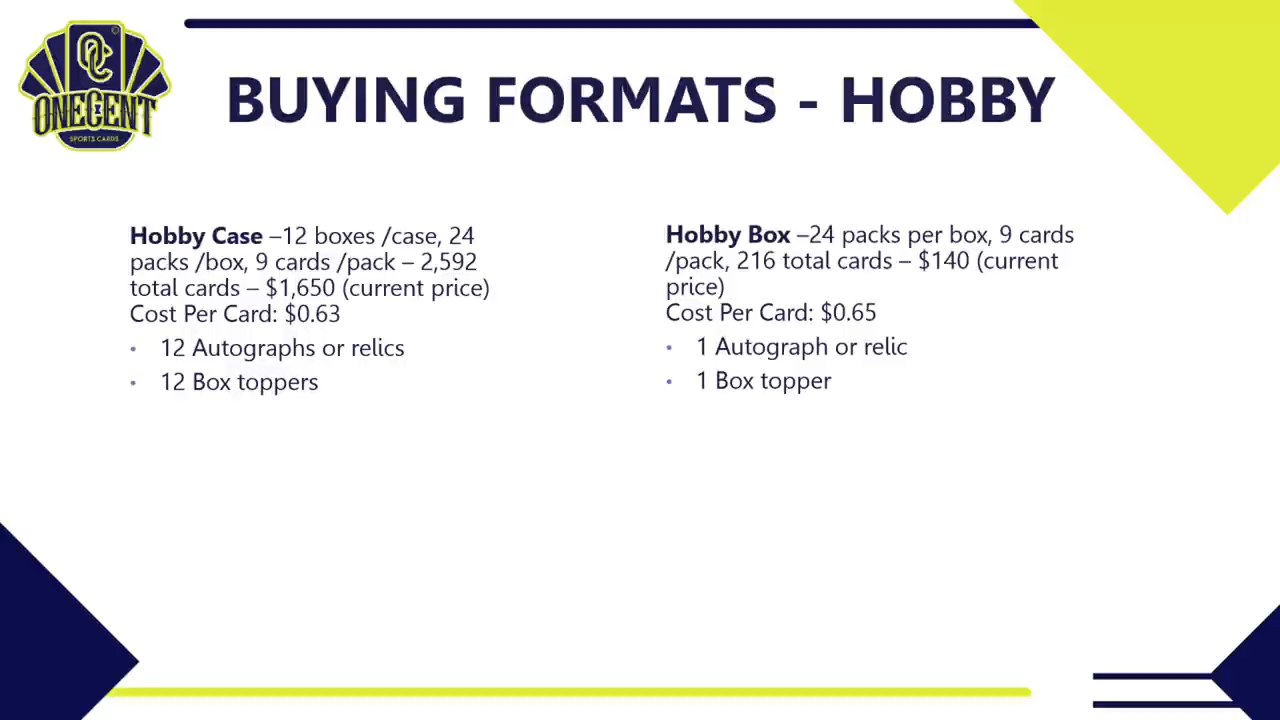 OC
ONECENT
SPORTS CARDS
BUYING FORMATS - HOBBY
Hobby Case –12 boxes /case, 24
packs /box, 9 cards /pack – 2,592
total cards – $1,650 (current price)
Cost Per Card: $0.63
• 12 Autographs or relics
• 12 Box toppers
Hobby Box –24 packs per box, 9 cards
/pack, 216 total cards – $140 (current
price)
Cost Per Card: $0.65
• 1 Autograph or relic
• 1 Box topper